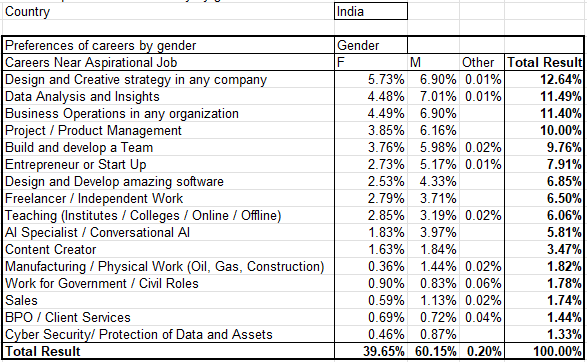 Country India
Preferences of careers by gender Gender
Careers Near Aspirational Job F M Other Total Result
Design and Creative strategy in any company 5.73% 6.90% 0.01% 12.64%
Data Analysis and Insights 4.48% 7.01% 0.01% 11.49%
Business Operations in any organization 4.49% 6.90% 11.40%
Project / Product Management 3.85% 6.16% 10.00%
Build and develop a Team 3.76% 5.98% 0.02% 9.76%
Entrepreneur or Start Up 2.73% 5.17% 0.01% 7.91%
Design and Develop amazing software 2.53% 4.33% 6.85%
Freelancer / Independent Work 2.79% 3.71% 6.50%
Teaching (Institutes / Colleges / Online / Offline) 2.85% 3.19% 0.02% 6.06%
AI Specialist / Conversational AI 1.83% 3.97% 5.81%
Content Creator 1.63% 1.84% 3.47%
Manufacturing / Physical Work (Oil, Gas, Construction) 0.36% 1.44% 0.02% 1.82%
Work for Government / Civil Roles 0.90% 0.83% 0.06% 1.78%
Sales 0.59% 1.13% 0.02% 1.74%
BPO / Client Services 0.69% 0.72% 0.04% 1.44%
Cyber Security/ Protection of Data and Assets 0.46% 0.87% 1.33%
Total Result 39.65% 60.15% 0.20% 100.00%